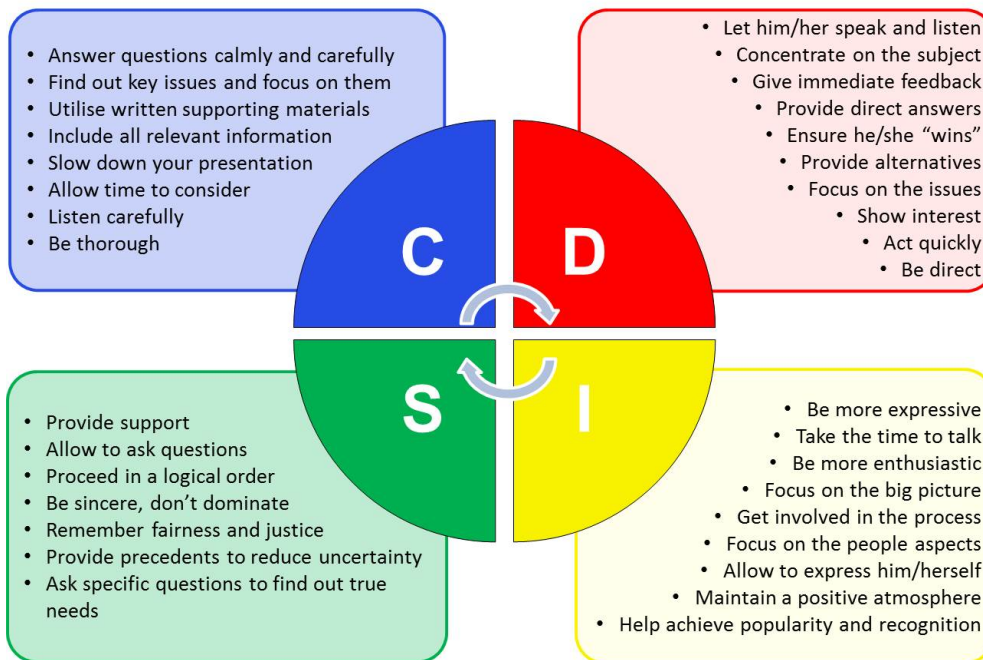 • Answer questions calmly and carefully
• Find out key issues and focus on them
• Utilise written supporting materials
• Include all relevant information
• Slow down your presentation
• Allow time to consider
• Listen carefully
• Be thorough
• Let him/her speak and listen
• Concentrate on the subject
• Give immediate feedback
• Provide direct answers
• Ensure he/she “wins”
• Provide alternatives
• Focus on the issues
• Show interest
• Act quickly
• Be direct
C
D
S
I
• Provide support
• Allow to ask questions
• Proceed in a logical order
• Be sincere, don’t dominate
• Remember fairness and justice
• Provide precedents to reduce uncertainty
• Ask specific questions to find out true
needs
• Be more expressive
• Take the time to talk
• Be more enthusiastic
• Focus on the big picture
• Get involved in the process
• Focus on the people aspects
• Allow to express him/herself
• Maintain a positive atmosphere
• Help achieve popularity and recognition